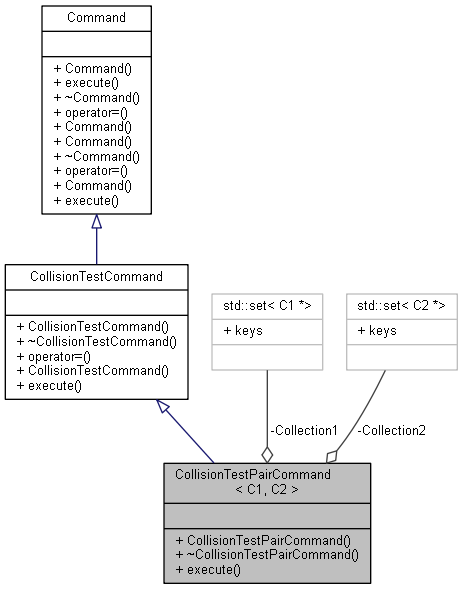 Command
+ Command()
+ execute()
+ ~Command()
+ operator=()
+ Command()
+ Command()
+ ~Command()
+ operator=()
+ Command()
+ execute()
CollisionTestCommand
+ CollisionTestCommand()
+ ~CollisionTestCommand()
+ operator=()
+ CollisionTestCommand()
+ execute()
std::set< C1 *>
+ keys
std::set< C2 *>
+ keys
-Collection1
-Collection2
CollisionTestPairCommand
< C1, C2 >
+ CollisionTestPairCommand()
+ ~CollisionTestPairCommand()
+ execute()